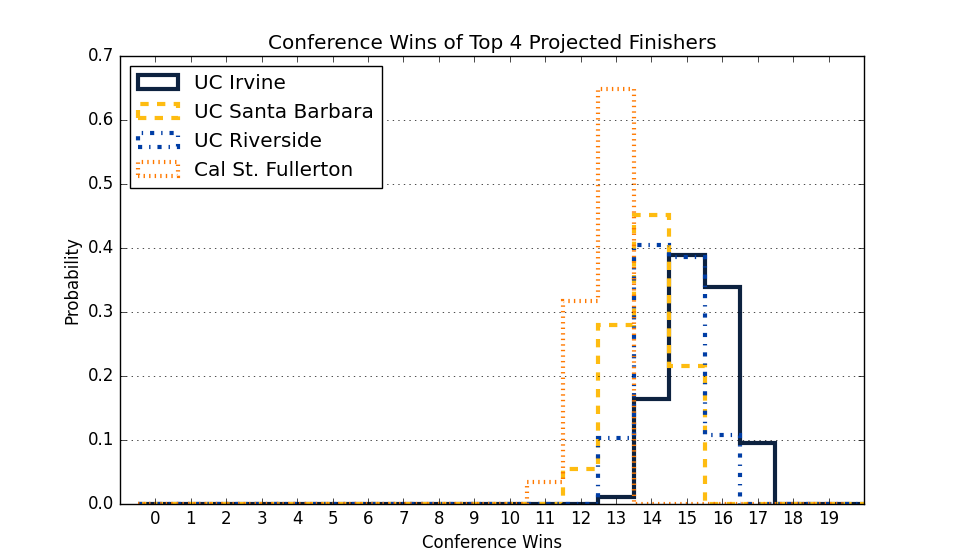 Conference Wins of Top 4 Projected Finishers
0.7
0.6
0.5
0.4
0.3
0.2
0.1
0.0
Probability
UC Irvine
UC Santa Barbara
UC Riverside
Cal St. Fullerton
0 1 2 3 4 5 6 7 8 9 10 11 12 13 14 15 16 17 18 19
Conference Wins